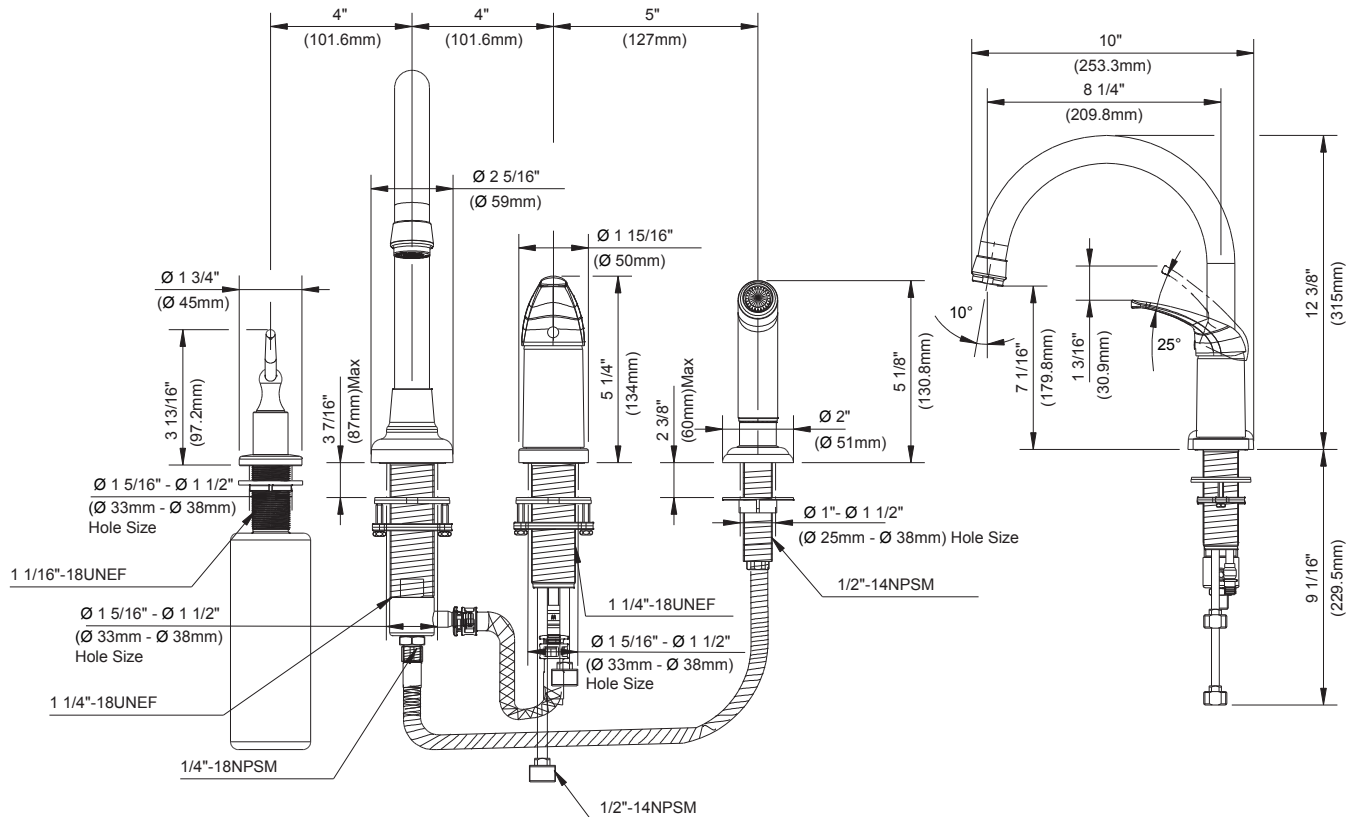 4"
(101.6mm)
4"
(101.6mm)
5"
(127mm)
10"
(253.3mm)
8 1/4"
(209.8mm)
Ø 2 5/16"
(Ø 59mm)
Ø 1 15/16"
(Ø 50mm)
Ø 1 3/4"
(Ø 45mm)
3 13/16"
(97.2mm)
3 7/16"
(87mm)Max
5 1/4"
(134mm)
2 3/8"
(60mm)Max
5 1/8"
(130.8mm)
Ø 2"
(Ø 51mm)
10°
7 1/16"
(179.8mm)
1 3/16"
(30.9mm)
25°
12 3/8"
(315mm)
9 1/16"
(229.5mm)
Ø 1 5/16" - Ø 1 1/2"
(Ø 33mm - Ø 38mm)
Hole Size
Ø 1"- Ø 1 1/2"
(Ø 25mm - Ø 38mm) Hole Size
1 1/16"-18UNEF
1/2"-14NPSM
1 1/4"-18UNEF
Ø 1 5/16" - Ø 1 1/2"
(Ø 33mm - Ø 38mm)
Hole Size
Ø 1 5/16" - Ø 1 1/2"
(Ø 33mm - Ø 38mm)
Hole Size
1 1/4"-18UNEF
1/4"-18NPSM
1/2"-14NPSM